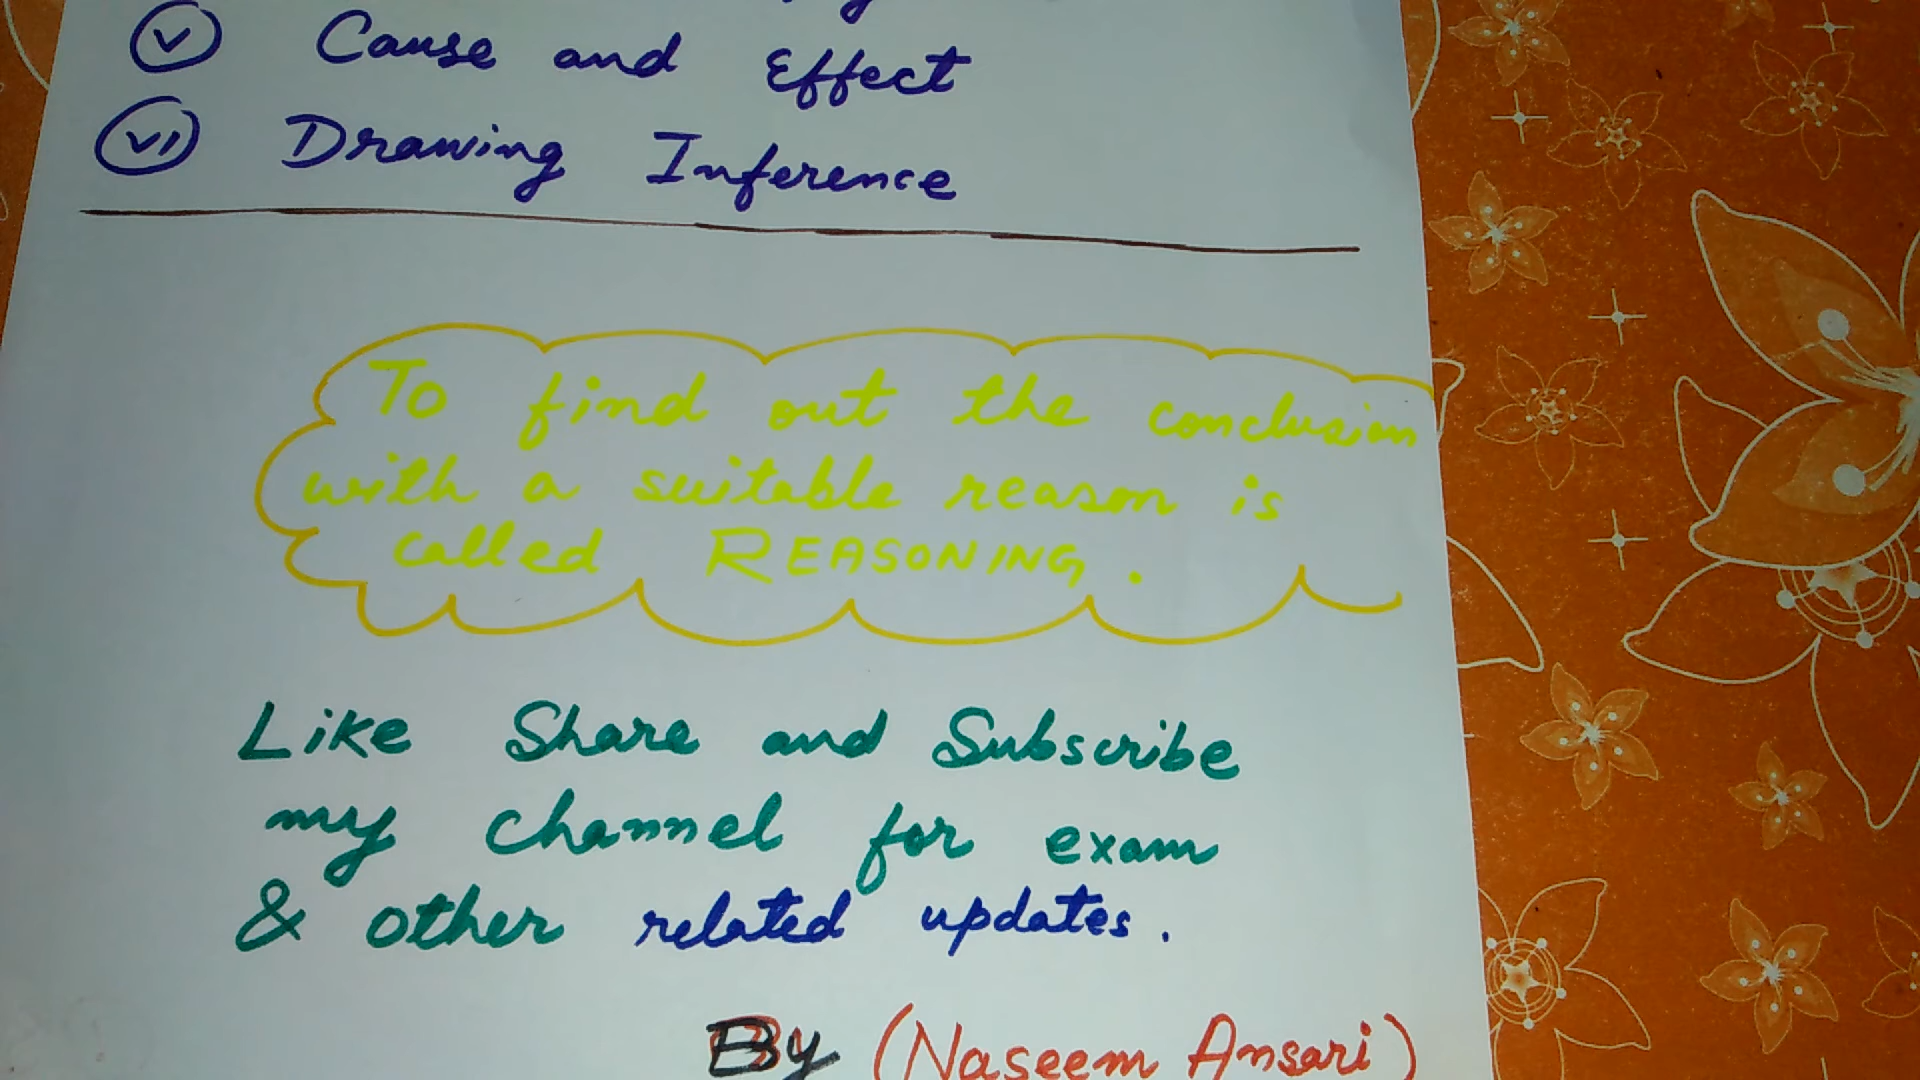 (v) Cause and Effect
(vi) Drawing Inference
To find out the conclusion
with a suitable reason is
called REASONING.
Like Share and Subscribe
my channel for exam
& other related updates.
By (Naseem Ansari)